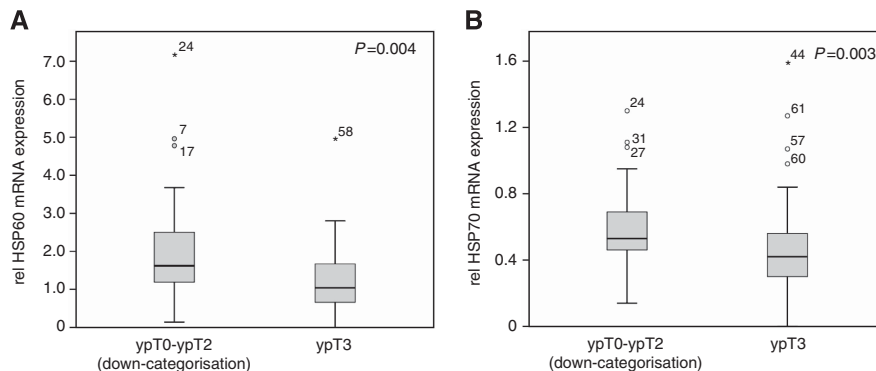 A
rel HSP60 mRNA expression
7.0
6.0
5.0
4.0
3.0
2.0
1.0
0
*24
7
17
*58
P=0.004
ypT0-ypT2
(down-categorisation)
ypT3
B
rel HSP70 mRNA expression
1.6
1.2
0.8
0.4
0
24
31
27
*44
61
57
60
P=0.003
ypT0-ypT2
(down-categorisation)
ypT3